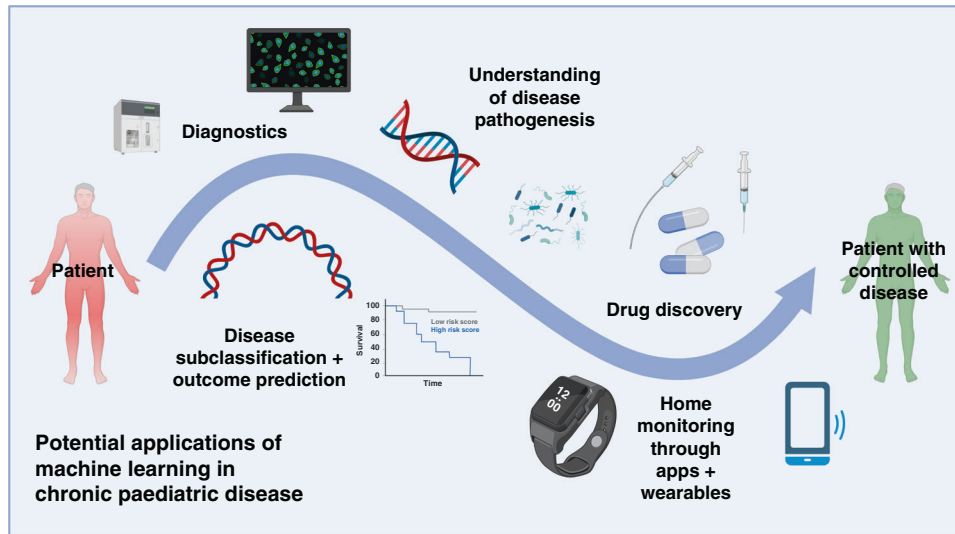 Understanding
of disease
pathogenesis
Diagnostics
Patient
Patient with
controlled
disease
Drug discovery
Disease
subclassification +
outcome prediction
Survival
100
80
60
40
20
0
Low risk score
High risk score
Time
12
00
Home
monitoring
through
apps +
wearables
Potential applications of
machine learning in
chronic paediatric disease